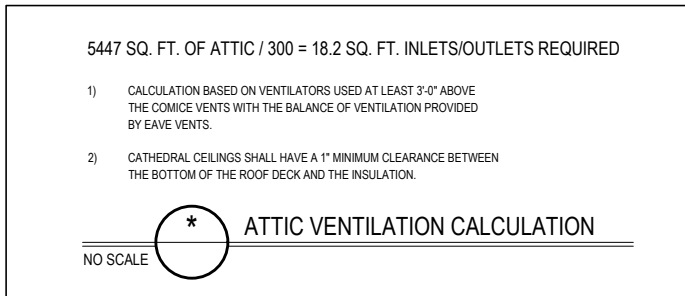 5447 SQ. FT. OF ATTIC / 300 = 18.2 SQ. FT. INLETS/OUTLETS REQUIRED
1) CALCULATION BASED ON VENTILATORS USED AT LEAST 3'-0" ABOVE
THE COMICE VENTS WITH THE BALANCE OF VENTILATION PROVIDED
BY EAVE VENTS.
2) CATHEDRAL CEILINGS SHALL HAVE A 1" MINIMUM CLEARANCE BETWEEN
THE BOTTOM OF THE ROOF DECK AND THE INSULATION.
* ATTIC VENTILATION CALCULATION
NO SCALE